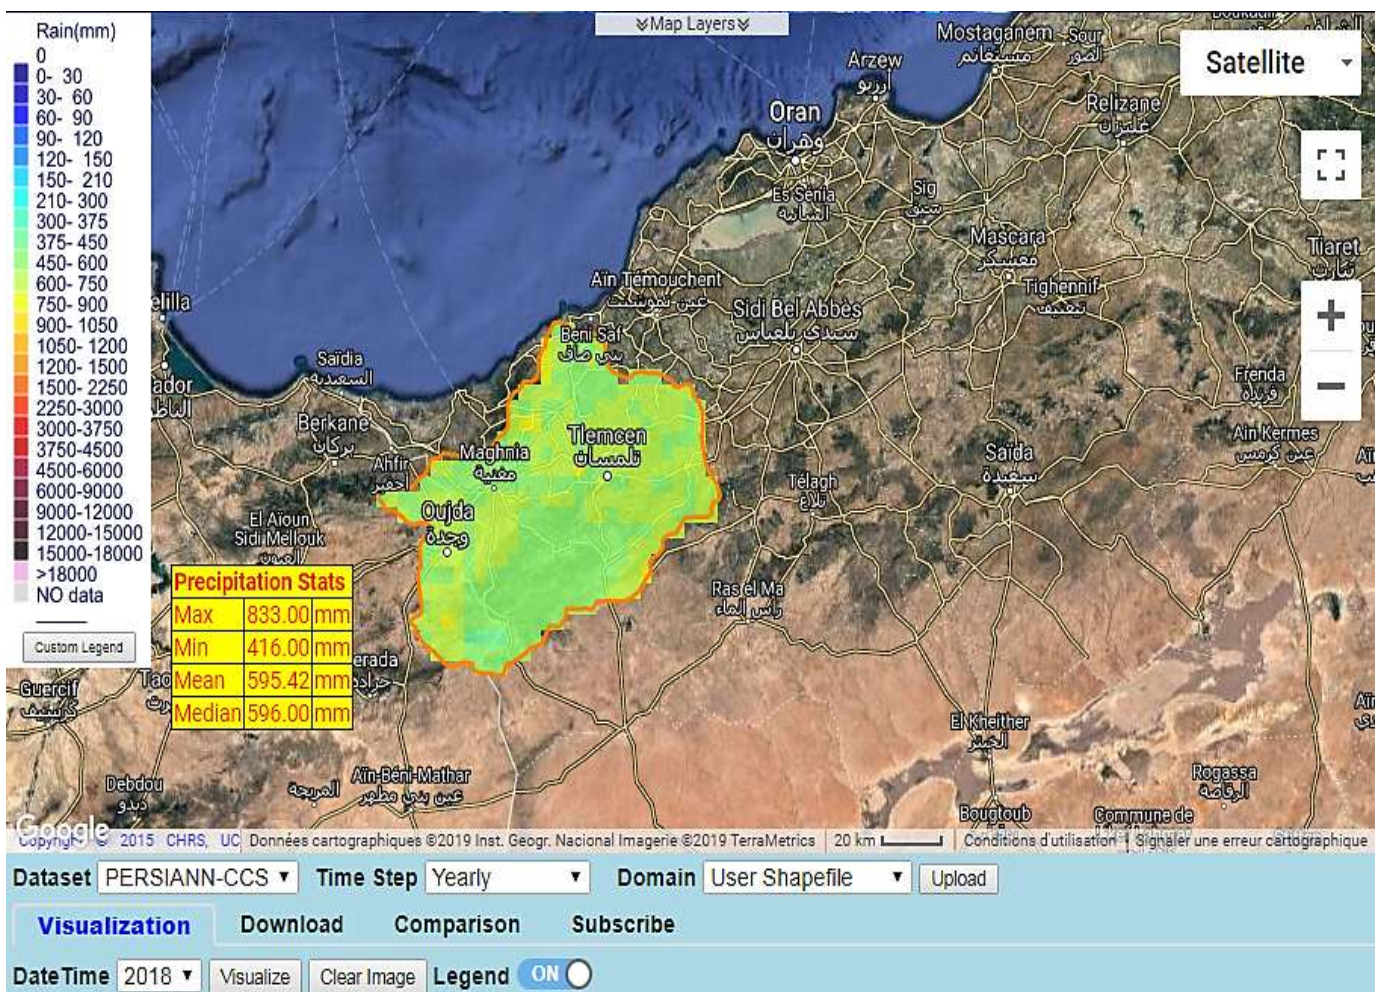 Rain(mm)
0
0- 30
30- 60
60- 90
90- 120
120- 150
150- 210
210- 300
300- 375
375- 450
450- 600
600- 750
750- 900
900- 1050
1050- 1200
1200- 1500
1500- 2250
2250-3000
3000-3750
3750-4500
4500-6000
6000-9000
9000-12000
12000-15000
15000-18000
>18000
NO data
Custom Legend
Map Layers
Satellite
Mostaganem
مستغانم
Sour
الصور
Arzew
أرزيو
Oran
وهران
Relizane
غليزان
Es Senia
السانية
Sig
سيق
Mascara
معسكر
Tiaret
تيارت
Tighennif
تيغنيف
Aïn Témouchent
عين تموشنت
Sidi Bel Abbès
سيدي بلعباس
elilla
Beni Saf
بني صاف
Saïdia
السعيدية
ador
Berkane
بركان
Frenda
فرندة
Ain Kermes
عين كرمس
Tlemcen
تلمسان
Maghnia
مغنية
Ahfir
أحفير
Saïda
سعيدة
Télagh
تلاغ
Oujda
وجدة
El Aïoun
Sidi Mellouk
العيون
Ras el Ma
رأس الماء
Precipitation Stats
Max 833.00 mm
Min 416.00 mm
Mean 595.42 mm
Median 596.00 mm
erada
Guercif
El Kheither
الخيثر
Debdou
دبدو
Aïn-Béni-Mathar
عين بني مطهر
المريجة
Rogassa
الرقاصة
Bougtoub
Commune de
Google
Copyright © 2015 CHRS, UC Données cartographiques ©2019 Inst. Geogr. Nacional Imagerie ©2019 TerraMetrics 20 km Conditions d'utilisation Signaler une erreur cartographique
Dataset PERSIANN-CCS Time Step Yearly Domain User Shapefile Upload
Visualization Download Comparison Subscribe
DateTime 2018 Visualize Clear Image Legend ON